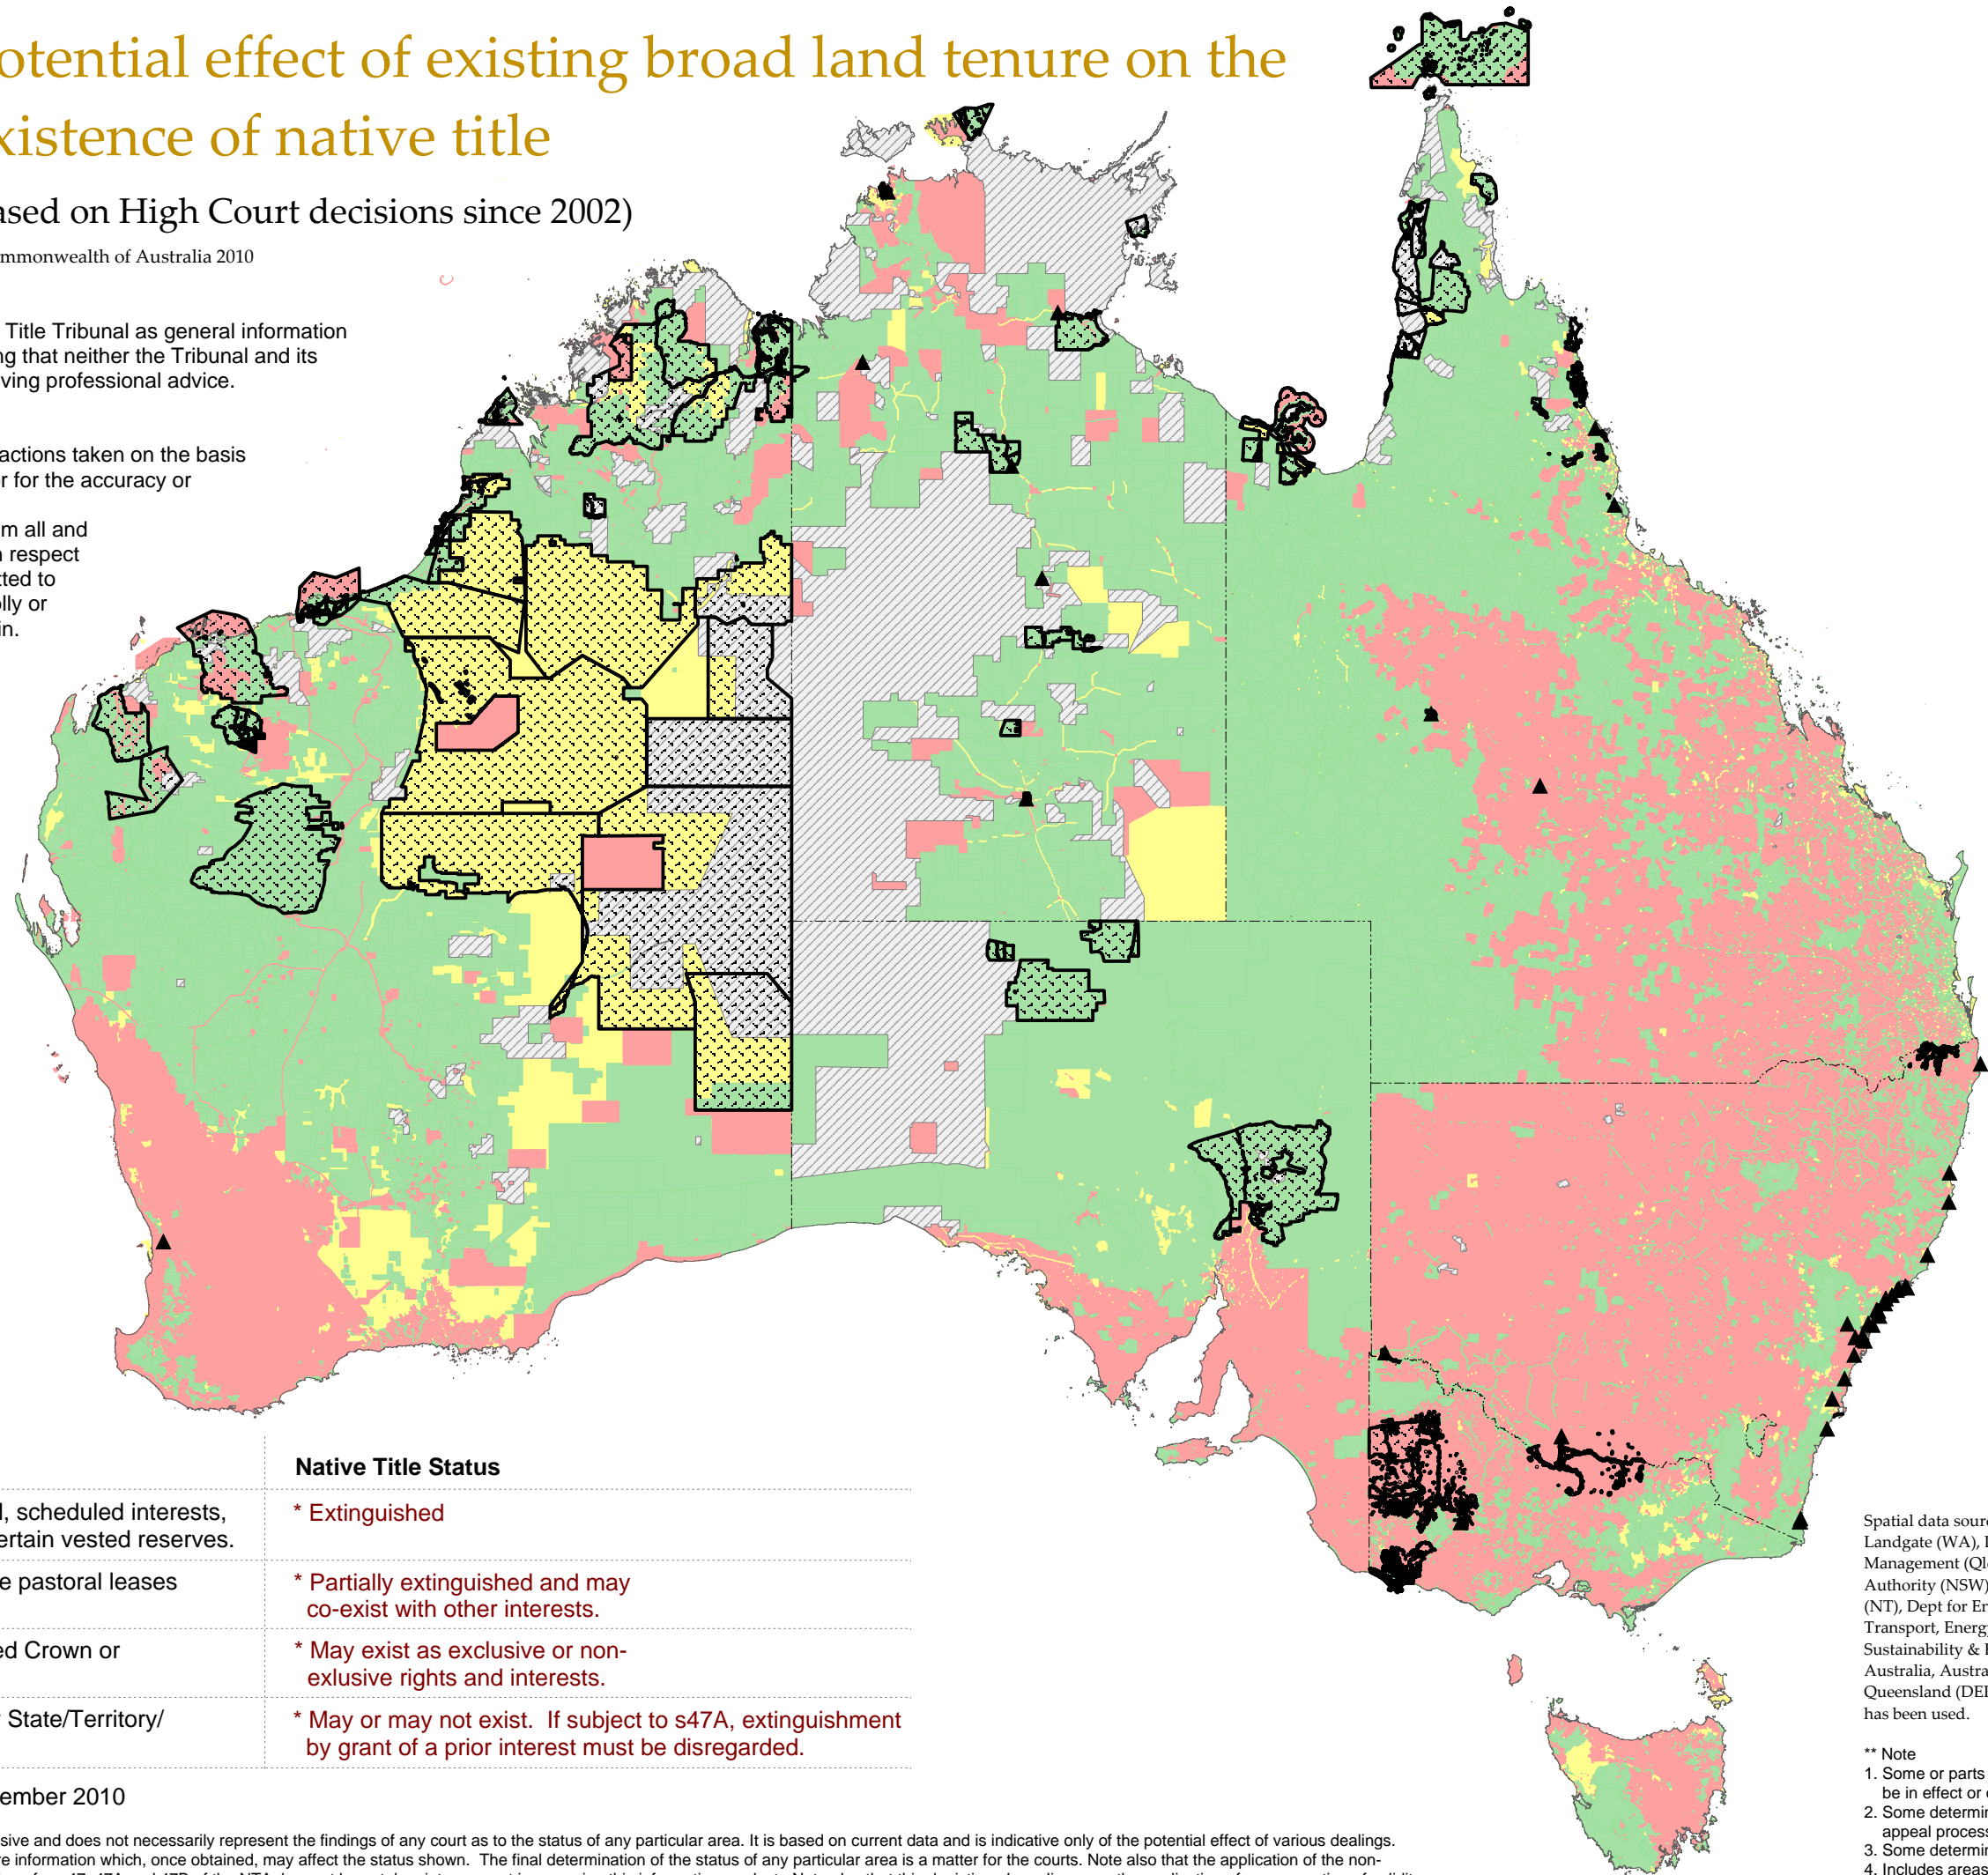 otential effect of existing broad land tenure on the
xistence of native title
ased on High Court decisions since 2002)
mmonwealth of Australia 2010
Title Tribunal as general information
ng that neither the Tribunal and its
ving professional advice.
actions taken on the basis
r for the accuracy or
m all and
n respect
tted to
olly or
in.
Native Title Status
l, scheduled interests,
ertain vested reserves.
* Extinguished
e pastoral leases
* Partially extinguished and may
co-exist with other interests.
ed Crown or
* May exist as exclusive or non-
exlusive rights and interests.
State/Territory/
* May or may not exist. If subject to s47A, extinguishment
by grant of a prior interest must be disregarded.
ember 2010
sive and does not necessarily represent the findings of any court as to the status of any particular area. It is based on current data and is indicative only of the potential effect of various dealings.
re information which, once obtained, may affect the status shown. The final determination of the status of any particular area is a matter for the courts. Note also that the application of the non-
Spatial data sourc
Landgate (WA),
Management (Ql
Authority (NSW)
(NT), Dept for En
Transport, Energ
Sustainability &
Australia, Austra
Queensland (DE
has been used.
** Note
1. Some or parts
be in effect or
2. Some determin
appeal proces
3. Some determi
4. Includes areas